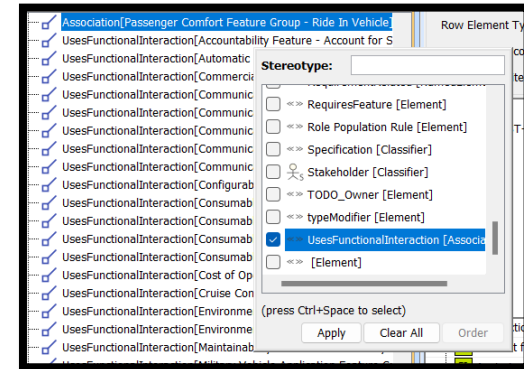 Association[Passenger Comfort Feature Group - Ride In Vehicle]
Row Element Ty
UsesFunctionalInteraction[Accountability Feature - Account for S
UsesFunctionalInteraction[Automatic
UsesFunctionalInteraction[Commercia
UsesFunctionalInteraction[Communic
UsesFunctionalInteraction[Communic
UsesFunctionalInteraction[Communic
UsesFunctionalInteraction[Communic
UsesFunctionalInteraction[Communic
UsesFunctionalInteraction[Configurab
UsesFunctionalInteraction[Consumab
UsesFunctionalInteraction[Consumab
UsesFunctionalInteraction[Consumab
UsesFunctionalInteraction[Consumab
UsesFunctionalInteraction[Cost of Op
UsesFunctionalInteraction[Cruise Con
UsesFunctionalInteraction[Environme
UsesFunctionalInteraction[Environme
UsesFunctionalInteraction[Maintainab
Stereotype:
«» RequiresFeature [Element]
«» Role Population Rule [Element]
«» Specification [Classifier]
Stakeholder [Classifier]
«» TODO_Owner [Element]
«» typeModifier [Element]
«» UsesFunctionalInteraction [Associa
«» [Element]
(press Ctrl+Space to select)
Apply Clear All Order